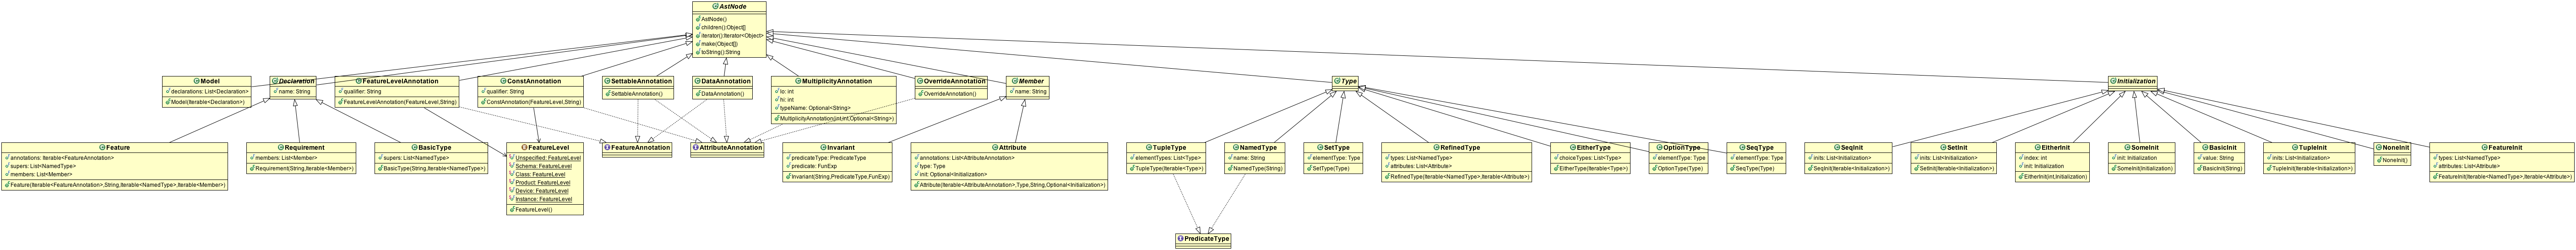 AstNode
AstNode()
children():Object[]
iterator():Iterator<Object>
make(Object[])
toString():String
Model
declarations: List<Declaration>
Model(Iterable<Declaration>)
Declaration
name: String
FeatureLevelAnnotation
qualifier: String
FeatureLevelAnnotation(FeatureLevel,String)
ConstAnnotation
qualifier: String
ConstAnnotation(FeatureLevel,String)
SettableAnnotation
SettableAnnotation()
DataAnnotation
DataAnnotation()
MultiplicityAnnotation
lo: int
hi: int
typeName: Optional<String>
MultiplicityAnnotation(int,int,Optional<String>)
OverrideAnnotation
OverrideAnnotation()
Member
name: String
Type
Initialization
Feature
annotations: Iterable<FeatureAnnotation>
supers: List<NamedType>
members: List<Member>
Feature(Iterable<FeatureAnnotation>,String,Iterable<NamedType>,Iterable<Member>)
Requirement
members: List<Member>
Requirement(String,Iterable<Member>)
BasicType
supers: List<NamedType>
BasicType(String,Iterable<NamedType>)
FeatureLevel
Unspecified: FeatureLevel
Schema: FeatureLevel
Class: FeatureLevel
Product: FeatureLevel
Device: FeatureLevel
Instance: FeatureLevel
FeatureLevel()
FeatureAnnotation
AttributeAnnotation
Invariant
predicateType: PredicateType
predicate: FunExp
Invariant(String,PredicateType,FunExp)
Attribute
annotations: List<AttributeAnnotation>
type: Type
init: Optional<Initialization>
Attribute(Iterable<AttributeAnnotation>,Type,String,Optional<Initialization>)
TupleType
elementTypes: List<Type>
TupleType(Iterable<Type>)
NamedType
name: String
NamedType(String)
SetType
elementType: Type
SetType(Type)
RefinedType
types: List<NamedType>
attributes: List<Attribute>
RefinedType(Iterable<NamedType>,Iterable<Attribute>)
EitherType
choiceTypes: List<Type>
EitherType(Iterable<Type>)
OptionType
elementType: Type
OptionType(Type)
SeqType
elementType: Type
SeqType(Type)
SeqInit
inits: List<Initialization>
SeqInit(Iterable<Initialization>)
SetInit
inits: List<Initialization>
SetInit(Iterable<Initialization>)
EitherInit
index: int
init: Initialization
EitherInit(int,Initialization)
SomeInit
init: Initialization
SomeInit(Initialization)
BasicInit
value: String
BasicInit(String)
TupleInit
inits: List<Initialization>
TupleInit(Iterable<Initialization>)
NoneInit
NoneInit()
FeatureInit
types: List<NamedType>
attributes: List<Attribute>
FeatureInit(Iterable<NamedType>,Iterable<Attribute>)
PredicateType